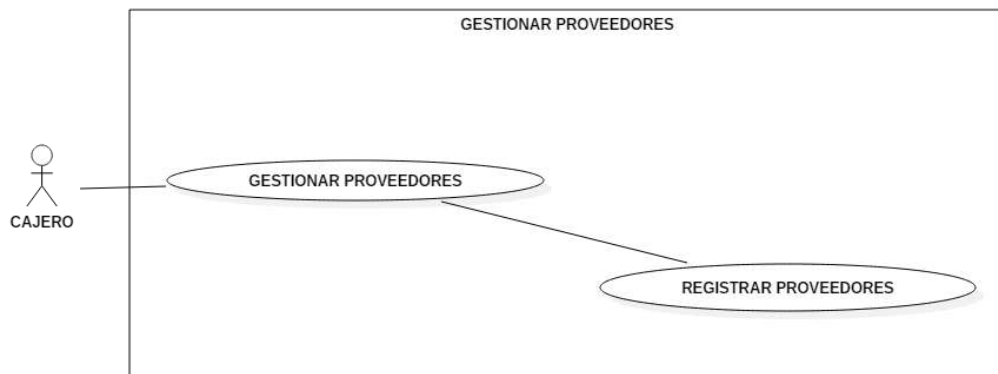 GESTIONAR PROVEEDORES
GESTIONAR PROVEEDORES
CAJERO
REGISTRAR PROVEEDORES